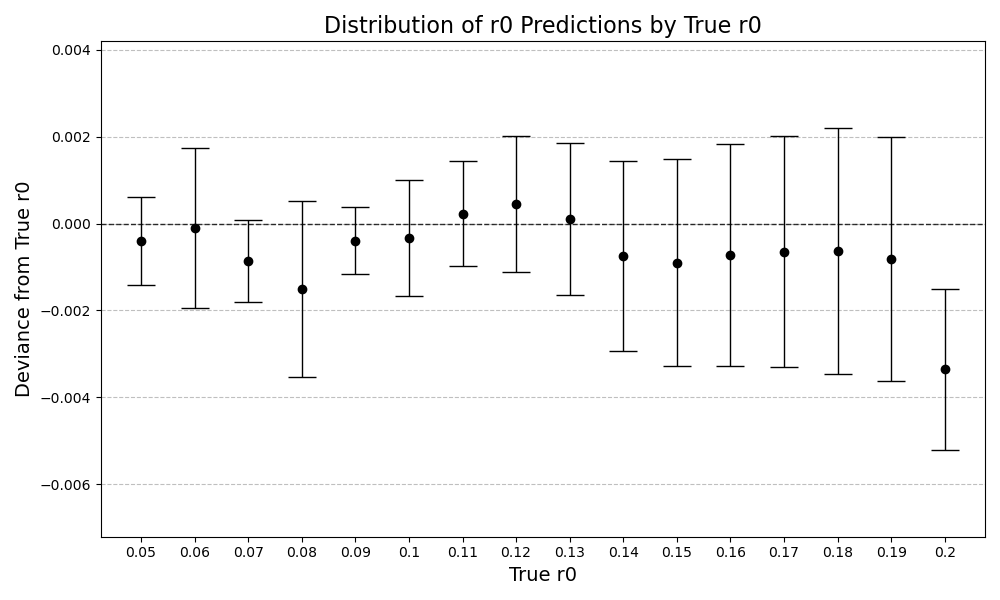 Distribution of r0 Predictions by True r0
0.004
0.002
0.000
−0.002
−0.004
−0.006
Deviance from True r0
0.05 0.06 0.07 0.08 0.09 0.1 0.11 0.12 0.13 0.14 0.15 0.16 0.17 0.18 0.19 0.2
True r0